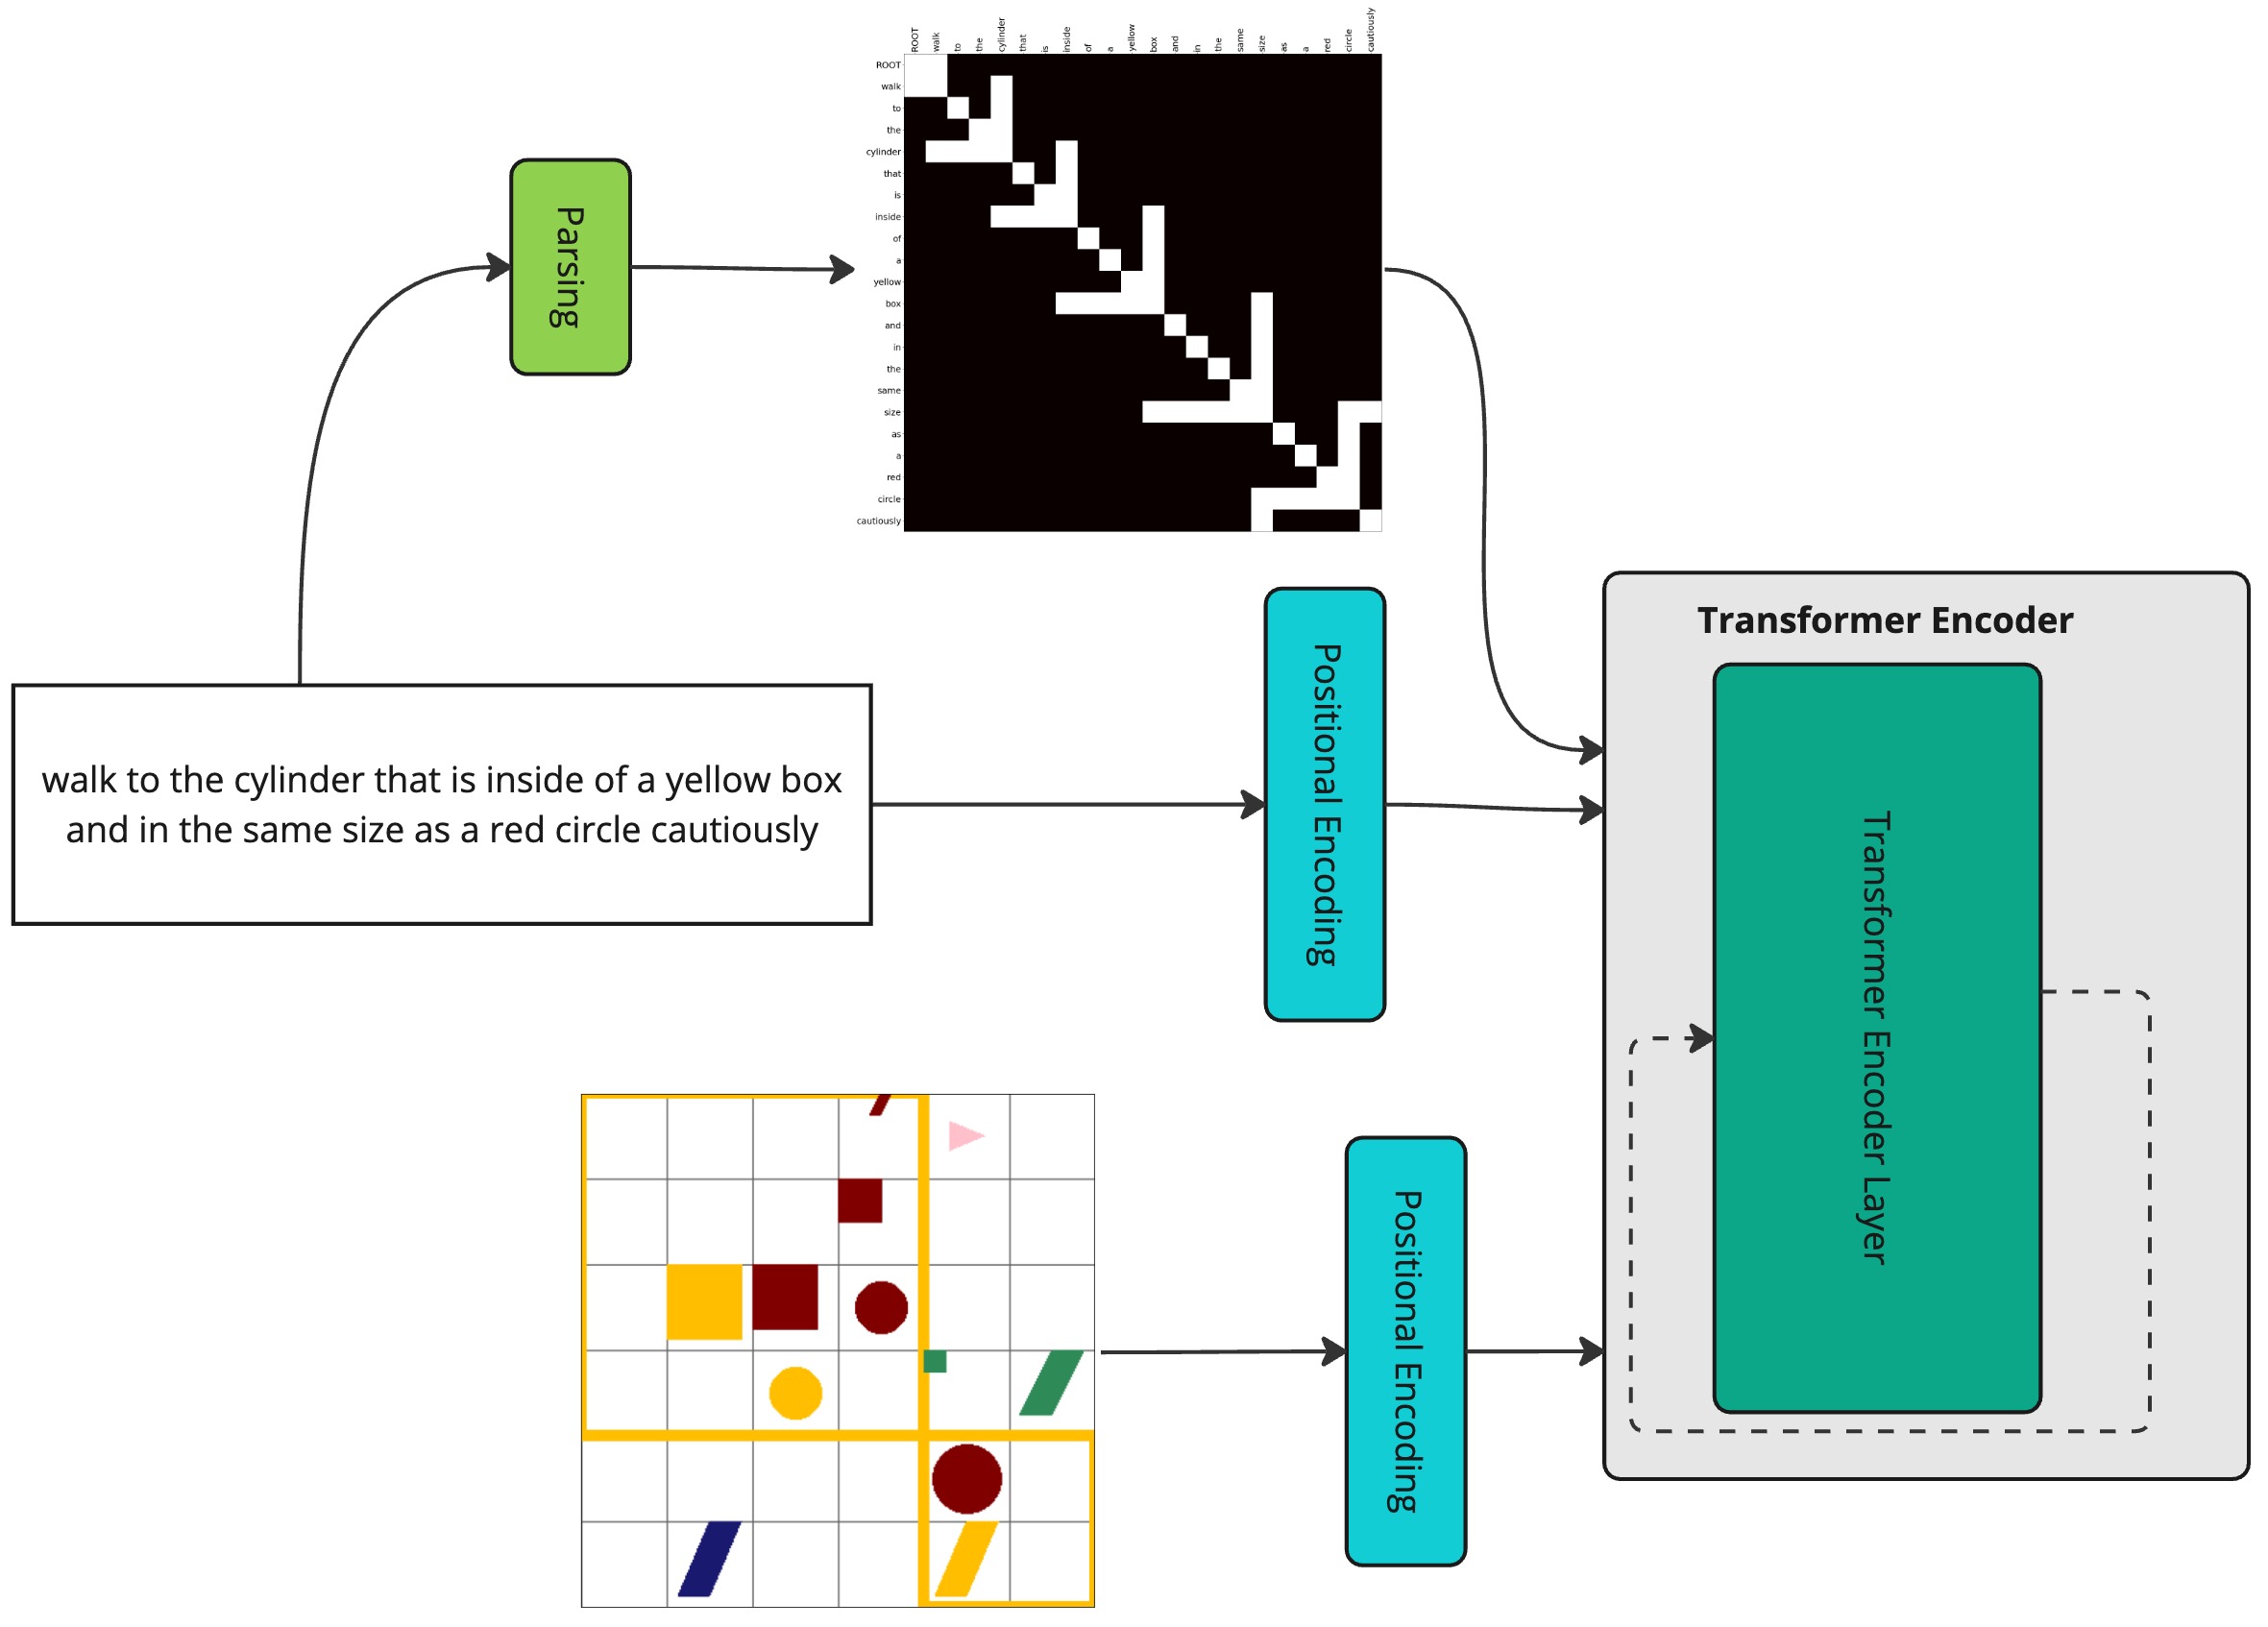 ROOT
walk
to
the
cylinder
that
is
inside
of
a
yellow
box
and
in
the
same
size
as
a
red
circle
cautiously
ROOT
walk
to
the
cylinder
that
is
inside
of
a
yellow
box
and
in
the
same
size
as
a
red
circle
cautiously
Parsing
walk to the cylinder that is inside of a yellow box
and in the same size as a red circle cautiously
Positional Encoding
Positional Encoding
Transformer Encoder
Transformer Encoder Layer